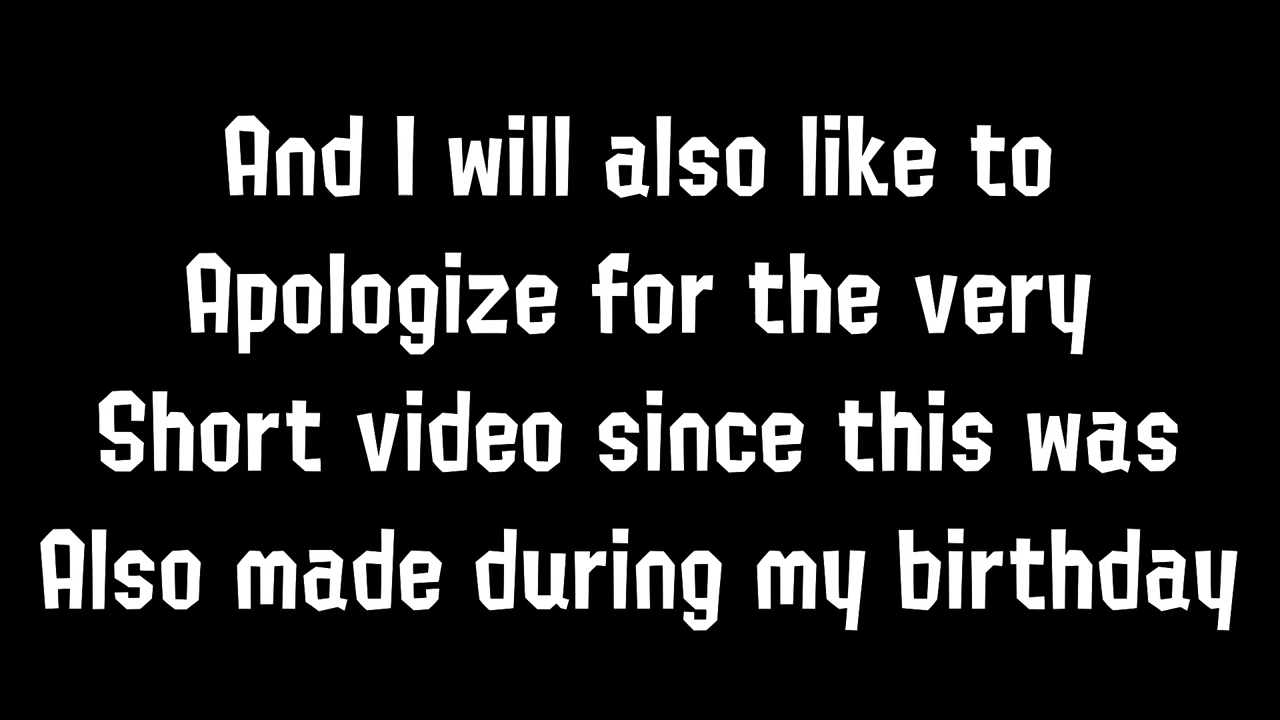 And I will also like to
Apologize for the very
Short video since this was
Also made during my birthday